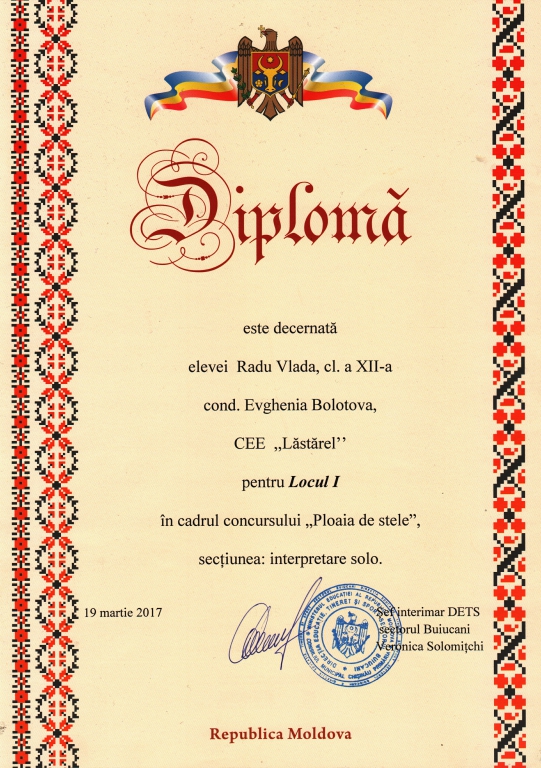 Diplomă
este decernată
elevei Radu Vlada, cl. a XII-a
cond. Evghenia Bolotova,
CEE ,,Lăstărel’’
pentru Locul I
în cadrul concursului „Ploaia de stele”,
secțiunea: interpretare solo.
19 martie 2017
Șef interimar DETS
sectorul Buiucani
Veronica Solomițchi
Republica Moldova